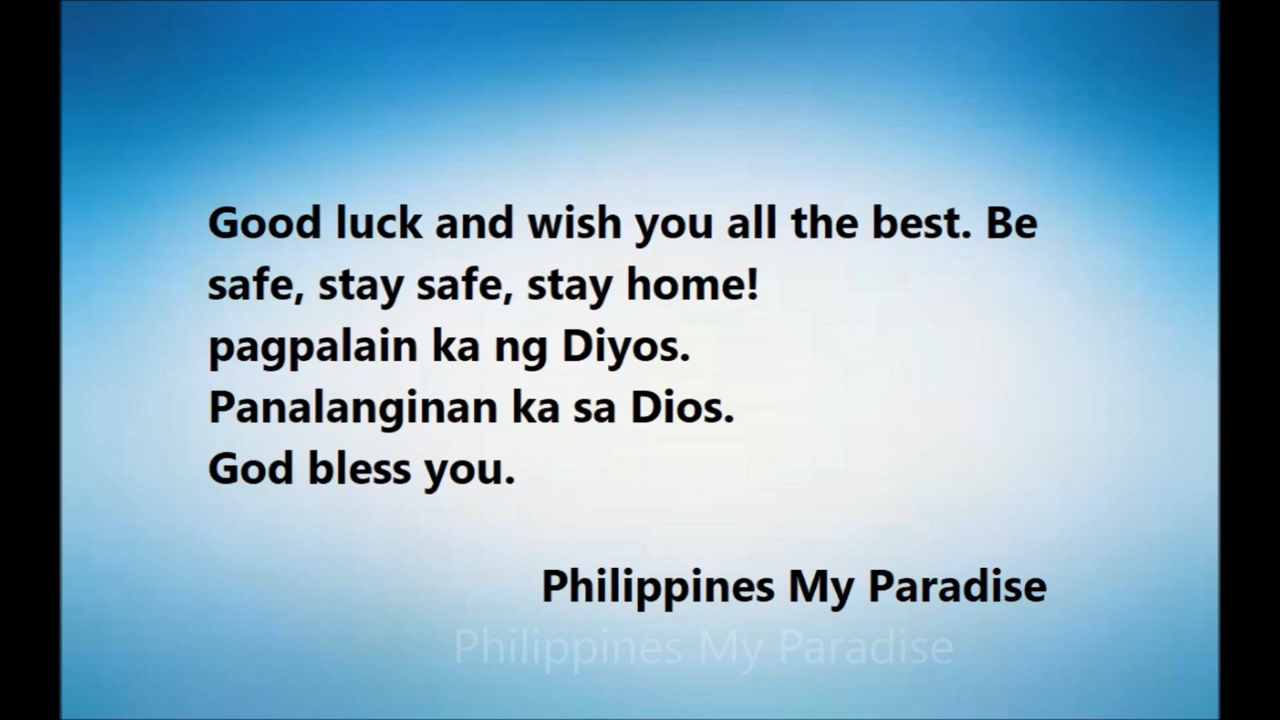 Good luck and wish you all the best. Be
safe, stay safe, stay home!
pagpalain ka ng Diyos.
Panalanginan ka sa Dios.
God bless you.
Philippines My Paradise
Philippines My Paradise